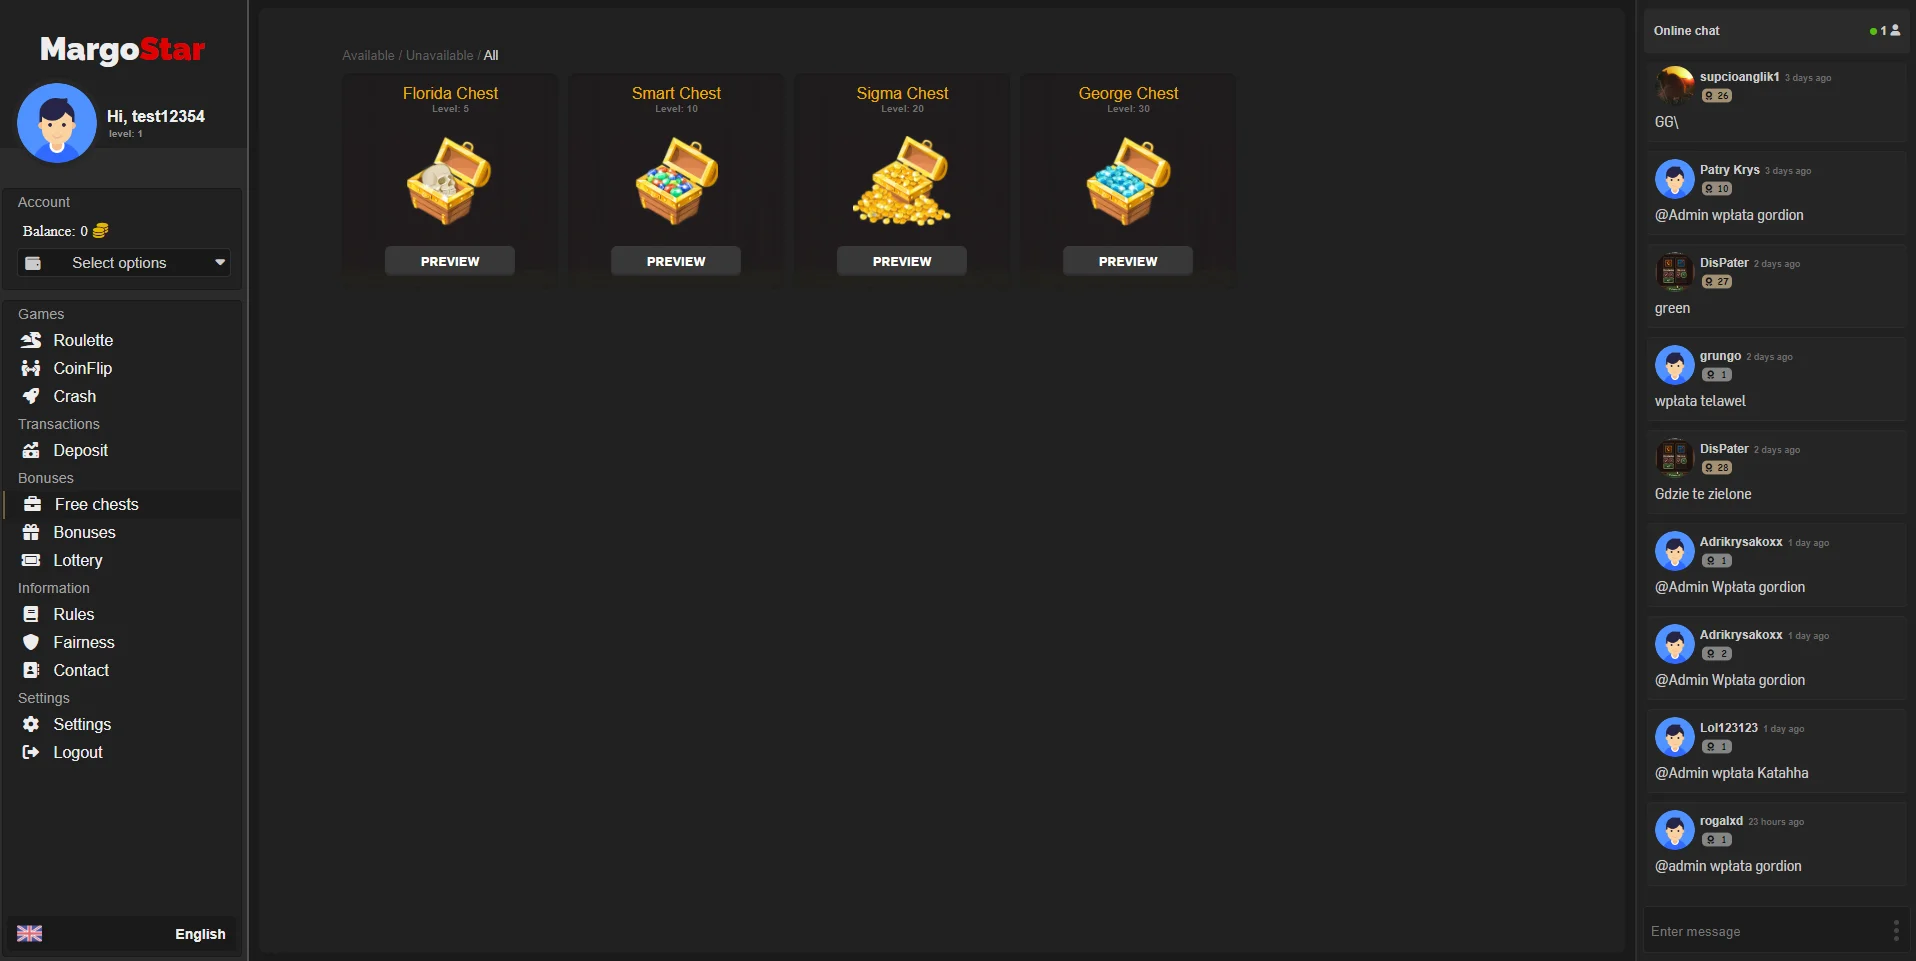 MargoStar
Hi, test12354
level: 1
Account
Balance: 0
Select options
Games
Roulette
CoinFlip
Crash
Transactions
Deposit
Bonuses
Free chests
Bonuses
Lottery
Information
Rules
Fairness
Contact
Settings
Settings
Logout
English
Available / Unavailable / All
Florida Chest
Level: 5
PREVIEW
Smart Chest
Level: 10
PREVIEW
Sigma Chest
Level: 20
PREVIEW
George Chest
Level: 30
PREVIEW
Online chat
1
supcioanglik1 3 days ago
26
GG\
Patry Krys 3 days ago
10
@Admin wpłata gordion
DisPater 2 days ago
27
green
grungo 2 days ago
1
wpłata telawel
DisPater 2 days ago
28
Gdzie te zielone
Adrikrysakoxx 1 day ago
1
@Admin Wpłata gordion
Adrikrysakoxx 1 day ago
2
@Admin Wpłata gordion
Lol123123 1 day ago
1
@Admin wpłata Katahha
rogalxd 23 hours ago
1
@admin wpłata gordion
Enter message